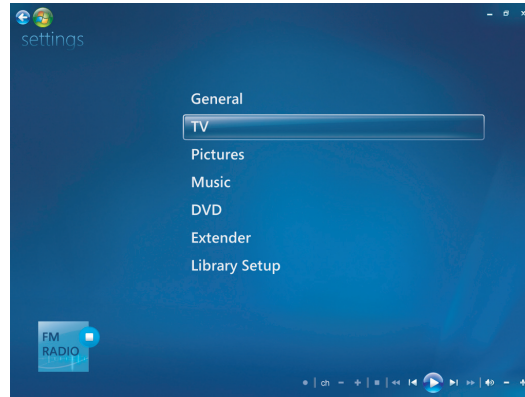 settings
General
TV
Pictures
Music
DVD
Extender
Library Setup
FM
RADIO
ch